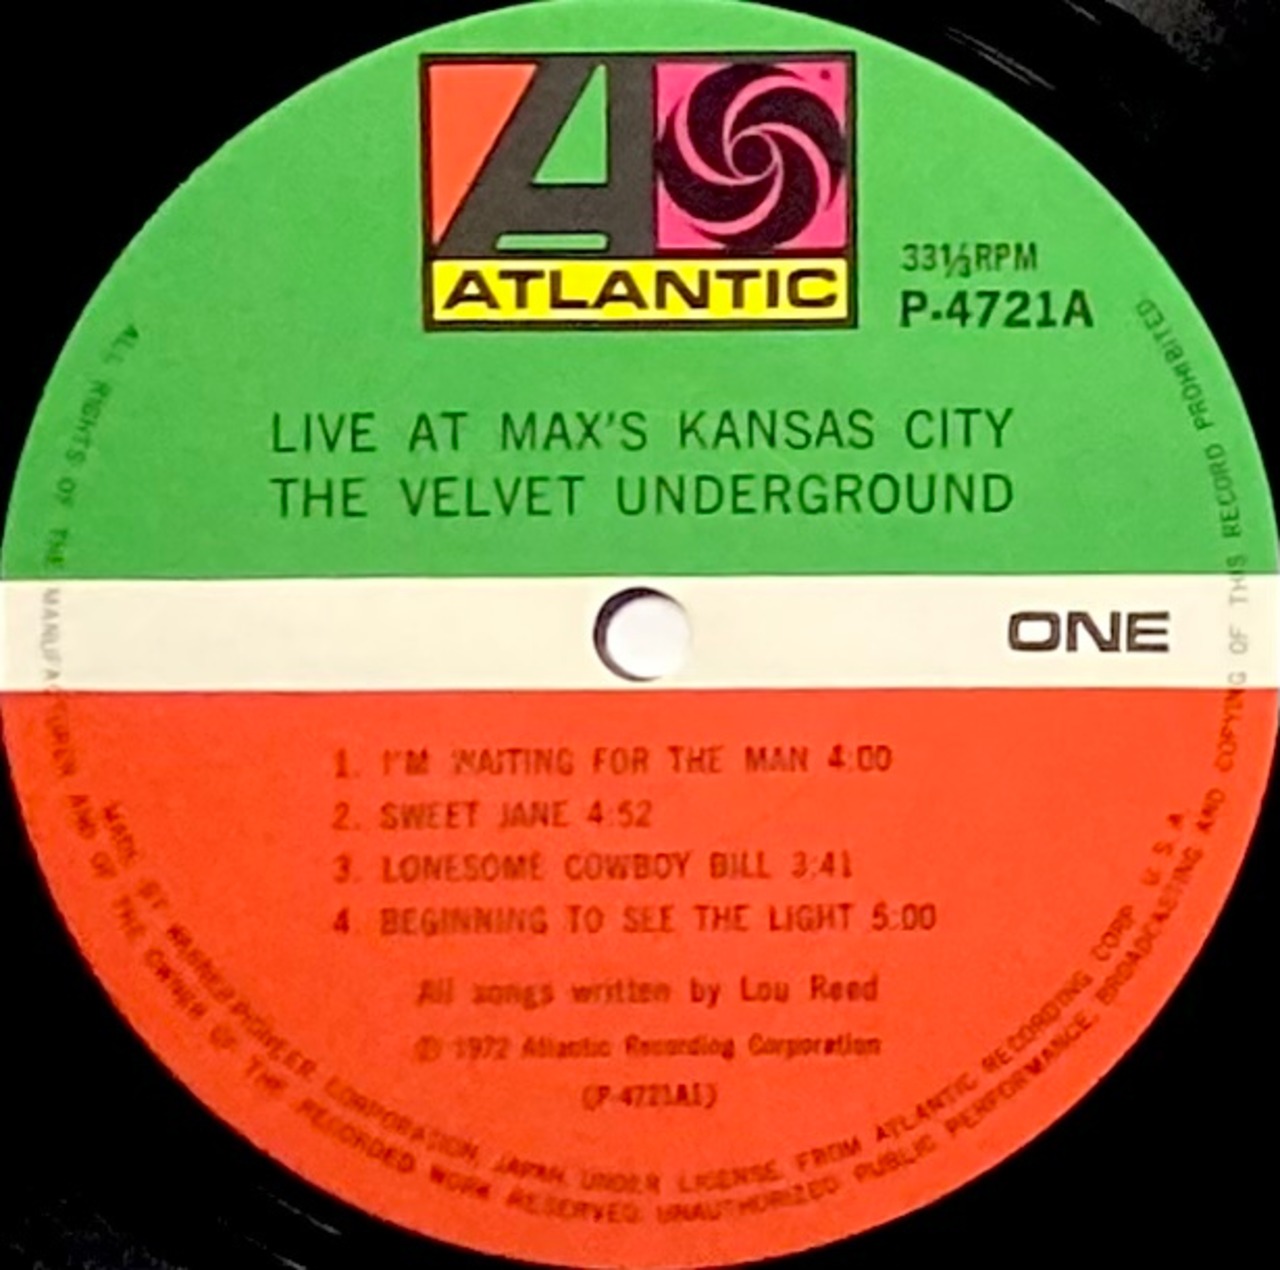 ATLANTIC
33⅓RPM
P-4721A
LIVE AT MAX'S KANSAS CITY
THE VELVET UNDERGROUND
ONE
1. I'M WAITING FOR THE MAN 4:00
2. SWEET JANE 4:52
3. LONESOME COWBOY BILL 3:41
4. BEGINNING TO SEE THE LIGHT 5:00
All songs written by Lou Reed
Ⓟ 1972 Atlantic Recording Corporation
(P-4721A1)
MADE BY WARNER-PIONEER CORPORATION, JAPAN UNDER LICENSE FROM ATLANTIC RECORDING CORP., U. S. A.
ALL RIGHTS OF THE MANUFACTURER AND OF THE OWNER OF THE RECORDED WORK RESERVED. UNAUTHORIZED PUBLIC PERFORMANCE, BROADCASTING AND COPYING OF THIS RECORD PROHIBITED.